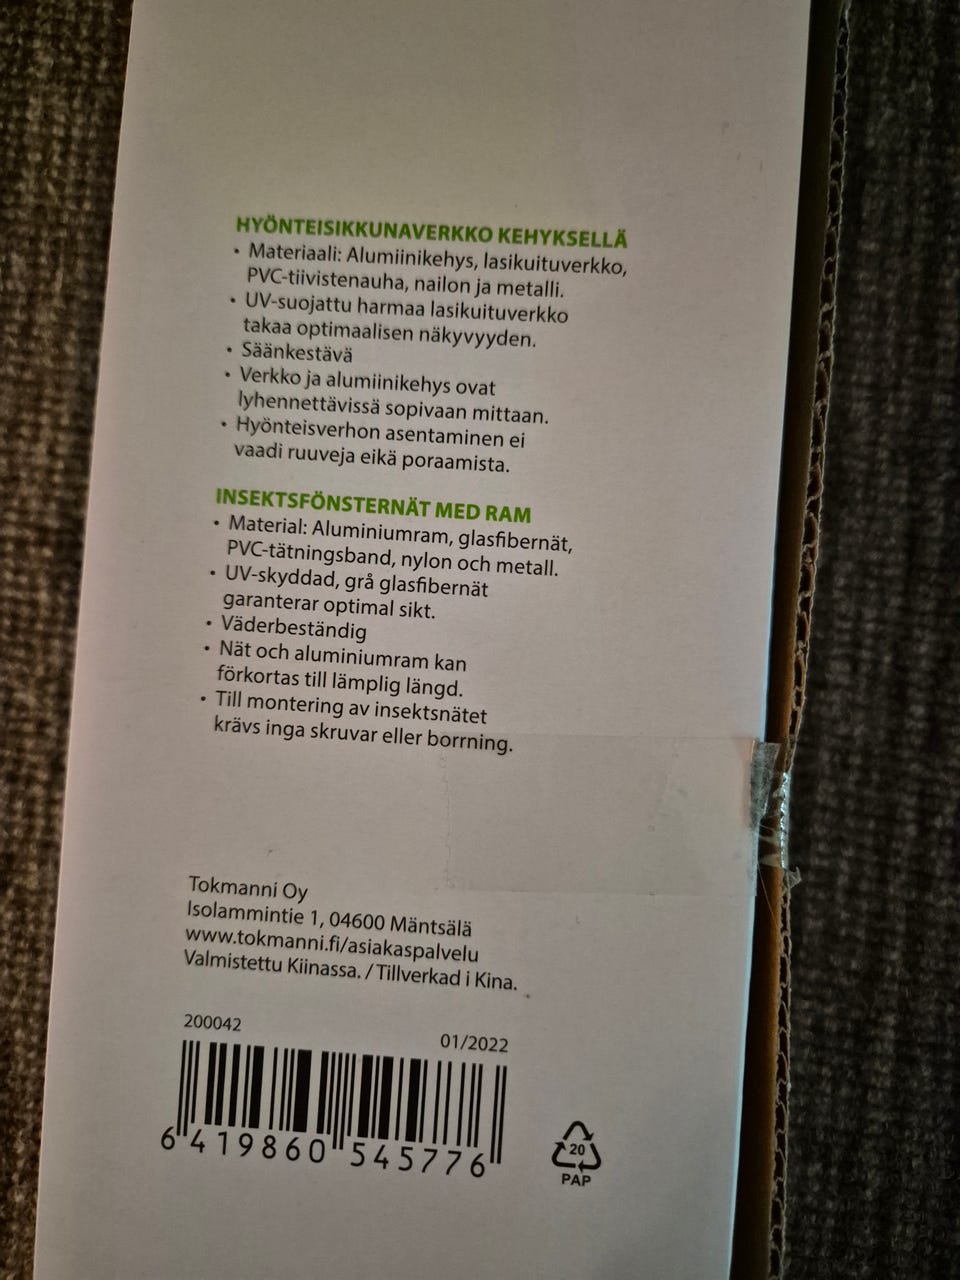 HYÖNTEISIKKUNAVERKKO KEHYKSELLÄ
• Materiaali: Alumiinikehys, lasikuituverkko,
PVC-tiivistenauha, nailon ja metalli.
• UV-suojattu harmaa lasikuituverkko
takaa optimaalisen näkyvyyden.
• Säänkestävä
• Verkko ja alumiinikehys ovat
lyhennettävissä sopivaan mittaan.
• Hyönteisverhon asentaminen ei
vaadi ruuveja eikä poraamista.
INSEKTSFÖNSTERNÄT MED RAM
• Material: Aluminiumram, glasfibernät,
PVC-tätningsband, nylon och metall.
• UV-skyddad, grå glasfibernät
garanterar optimal sikt.
• Väderbeständig
• Nät och aluminiumram kan
förkortas till lämplig längd.
• Till montering av insektsnätet
krävs inga skruvar eller borrning.
Tokmanni Oy
Isolammintie 1, 04600 Mäntsälä
www.tokmanni.fi/asiakaspalvelu
Valmistettu Kiinassa. / Tillverkad i Kina.
200042
01/2022
6 419860 545776
20
PAP